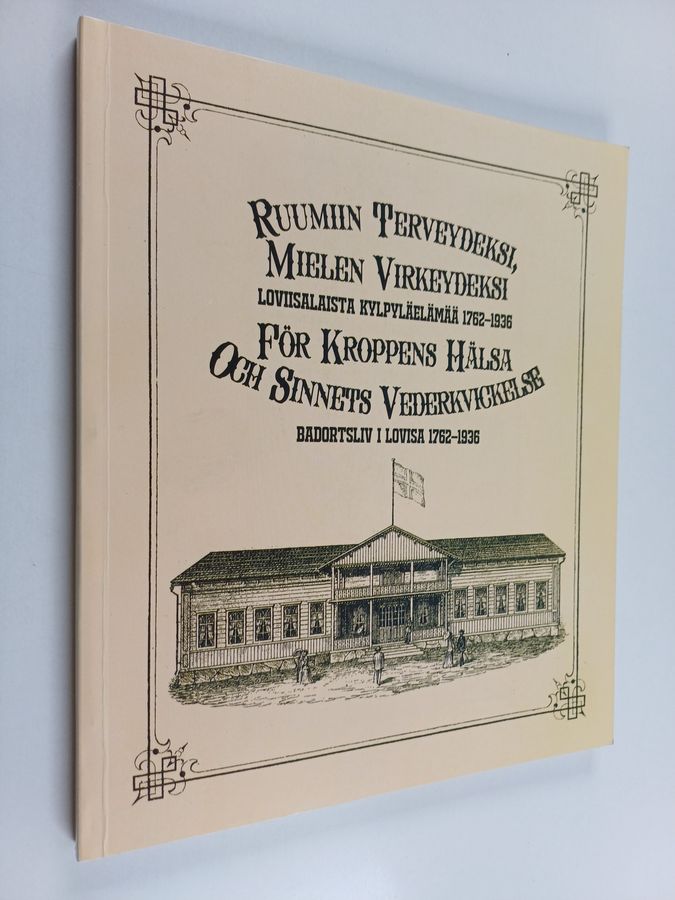 RUUMIIN TERVEYDEKSI,
MIELEN VIRKEYDEKSI
LOVIISALAISTA KYLPYLÄELÄMÄÄ 1762–1936
FÖR KROPPENS HÄLSA
OCH SINNETS VEDERKVICKELSE
BADORTSLIV I LOVISA 1762–1936